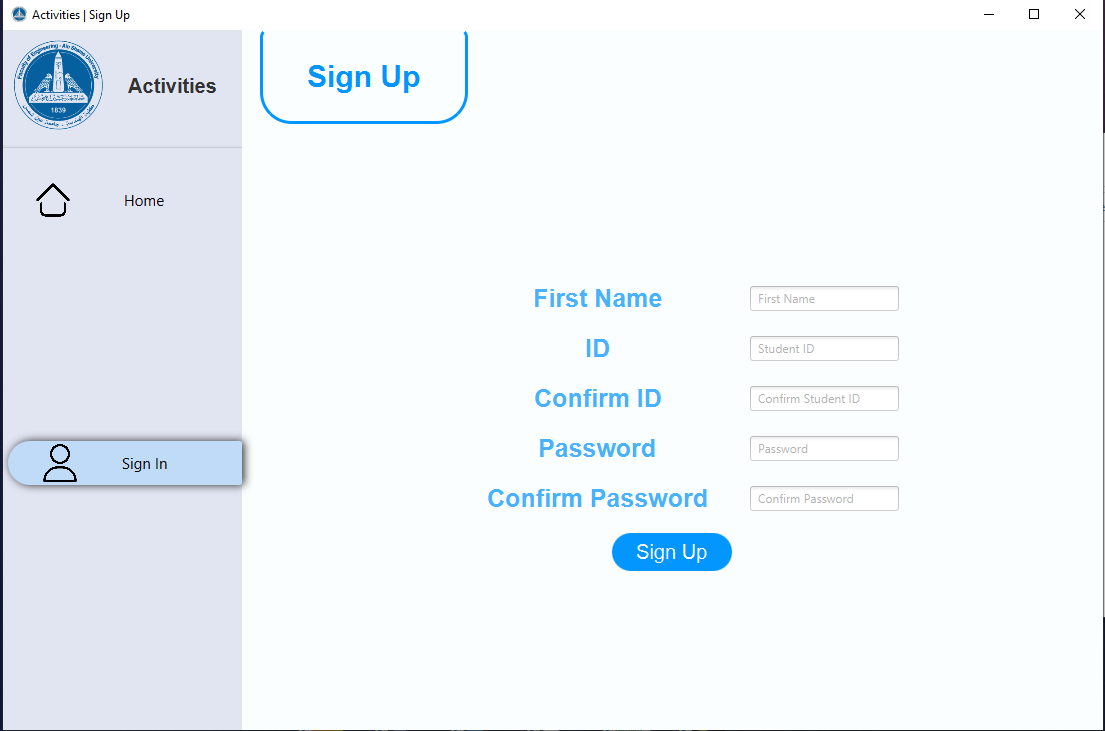 Activities | Sign Up
Faculty of Engineering - Ain Shams University
1839
Activities
Sign Up
Home
First Name
First Name
ID
Student ID
Confirm ID
Confirm Student ID
Sign In
Password
Password
Confirm Password
Confirm Password
Sign Up